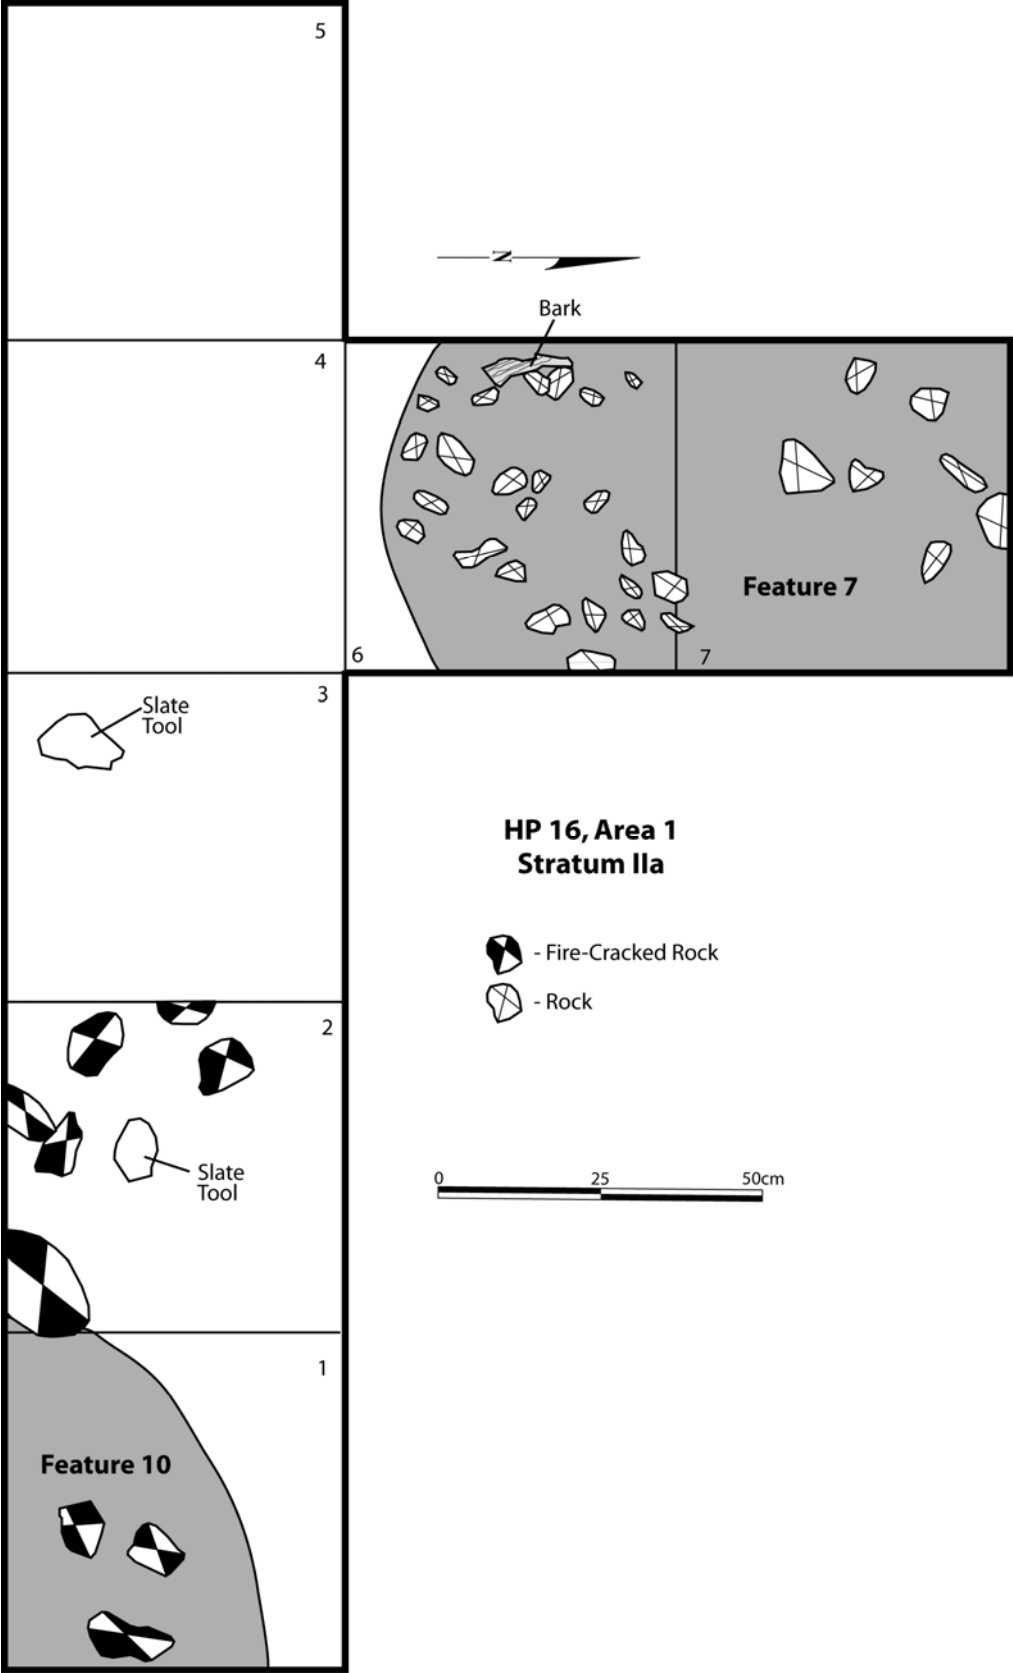 5
N
Bark
4
Feature 7
6
7
3
Slate
Tool
HP 16, Area 1
Stratum IIa
- Fire-Cracked Rock
- Rock
2
Slate
Tool
0 25 50cm
1
Feature 10